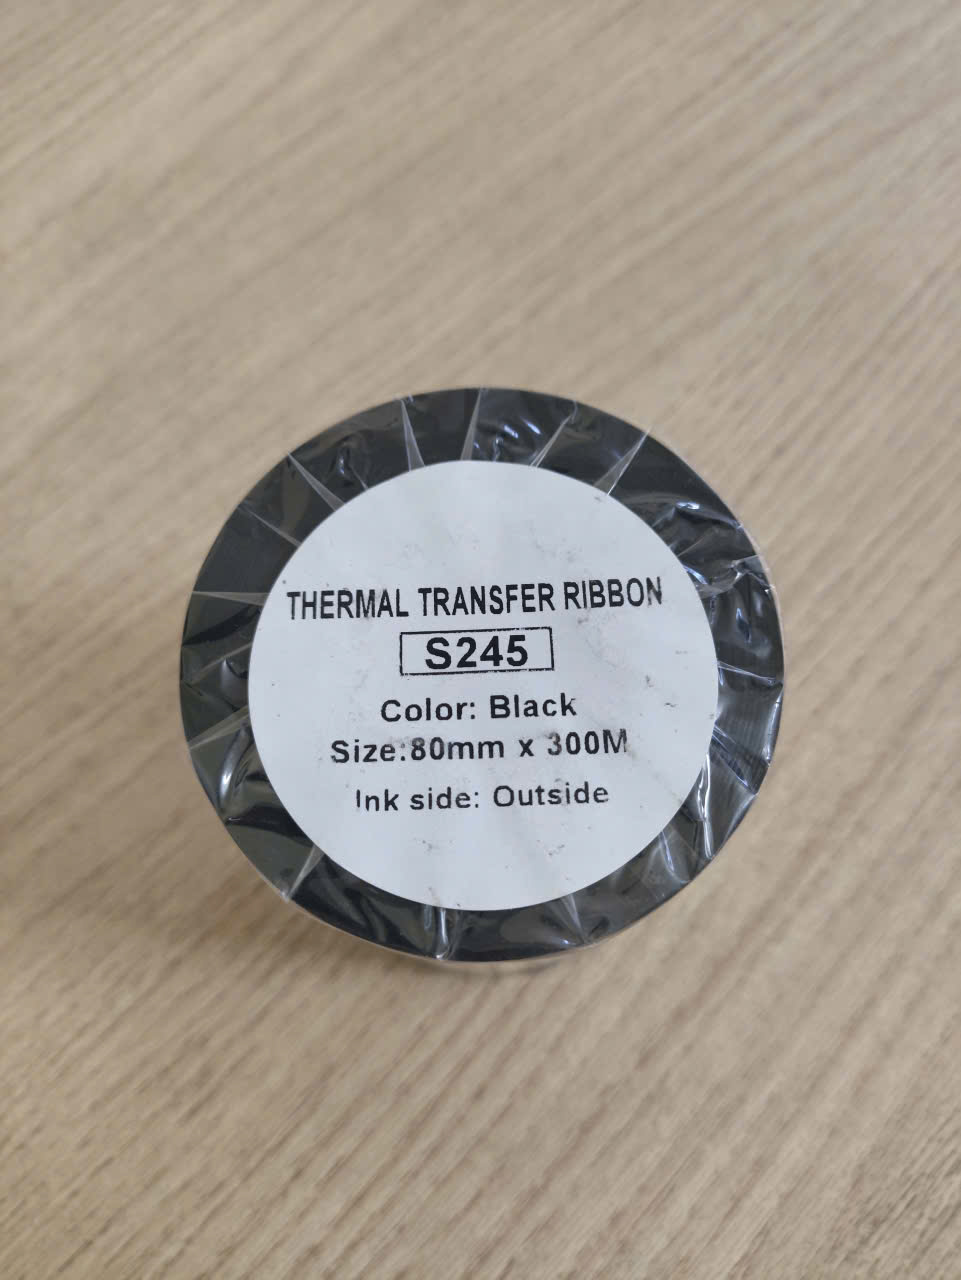 THERMAL TRANSFER RIBBON
S245
Color: Black
Size:80mm x 300M
Ink side: Outside